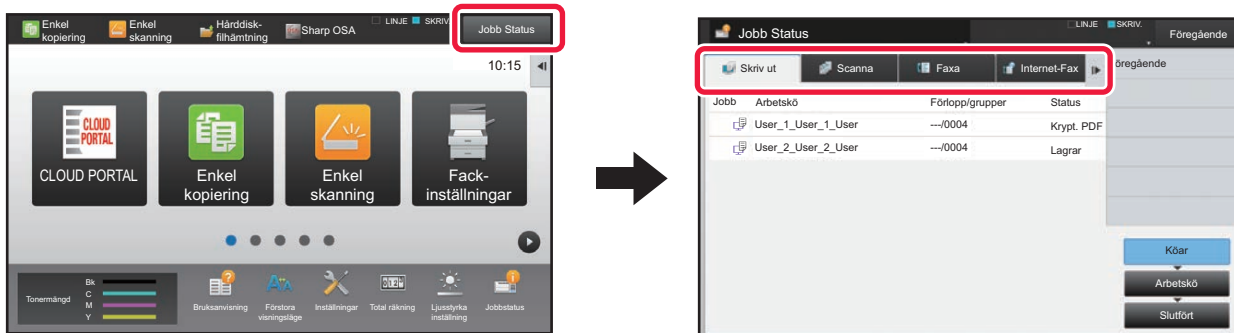 Enkel
kopiering
Enkel
skanning
Hårddisk-
filhämtning
Sharp OSA
LINJE
SKRIV
Jobb Status
10:15
CLOUD
PORTAL
CLOUD PORTAL
Enkel
kopiering
Enkel
skanning
Fack-
inställningar
Tonermängd
Bk
C
M
Y
Bruksanvisning
Förstora
visningsläge
Inställningar
Total räkning
Ljusstyrka
inställning
Jobbstatus
Jobb Status
LINJE
SKRIV.
Föregående
Skriv ut
Scanna
Faxa
Internet-Fax
öregående
Jobb Arbetskö Förlopp/grupper Status
User_1_User_1_User ---/0004 Krypt. PDF
User_2_User_2_User ---/0004 Lagrar
Köar
Arbetskö
Slutfört